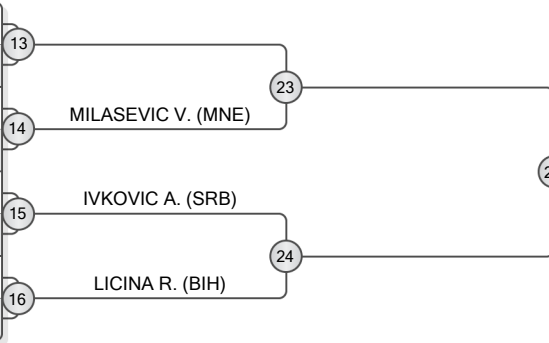 13
23
MILASEVIC V. (MNE)
14
IVKOVIC A. (SRB)
15
24
LICINA R. (BIH)
16